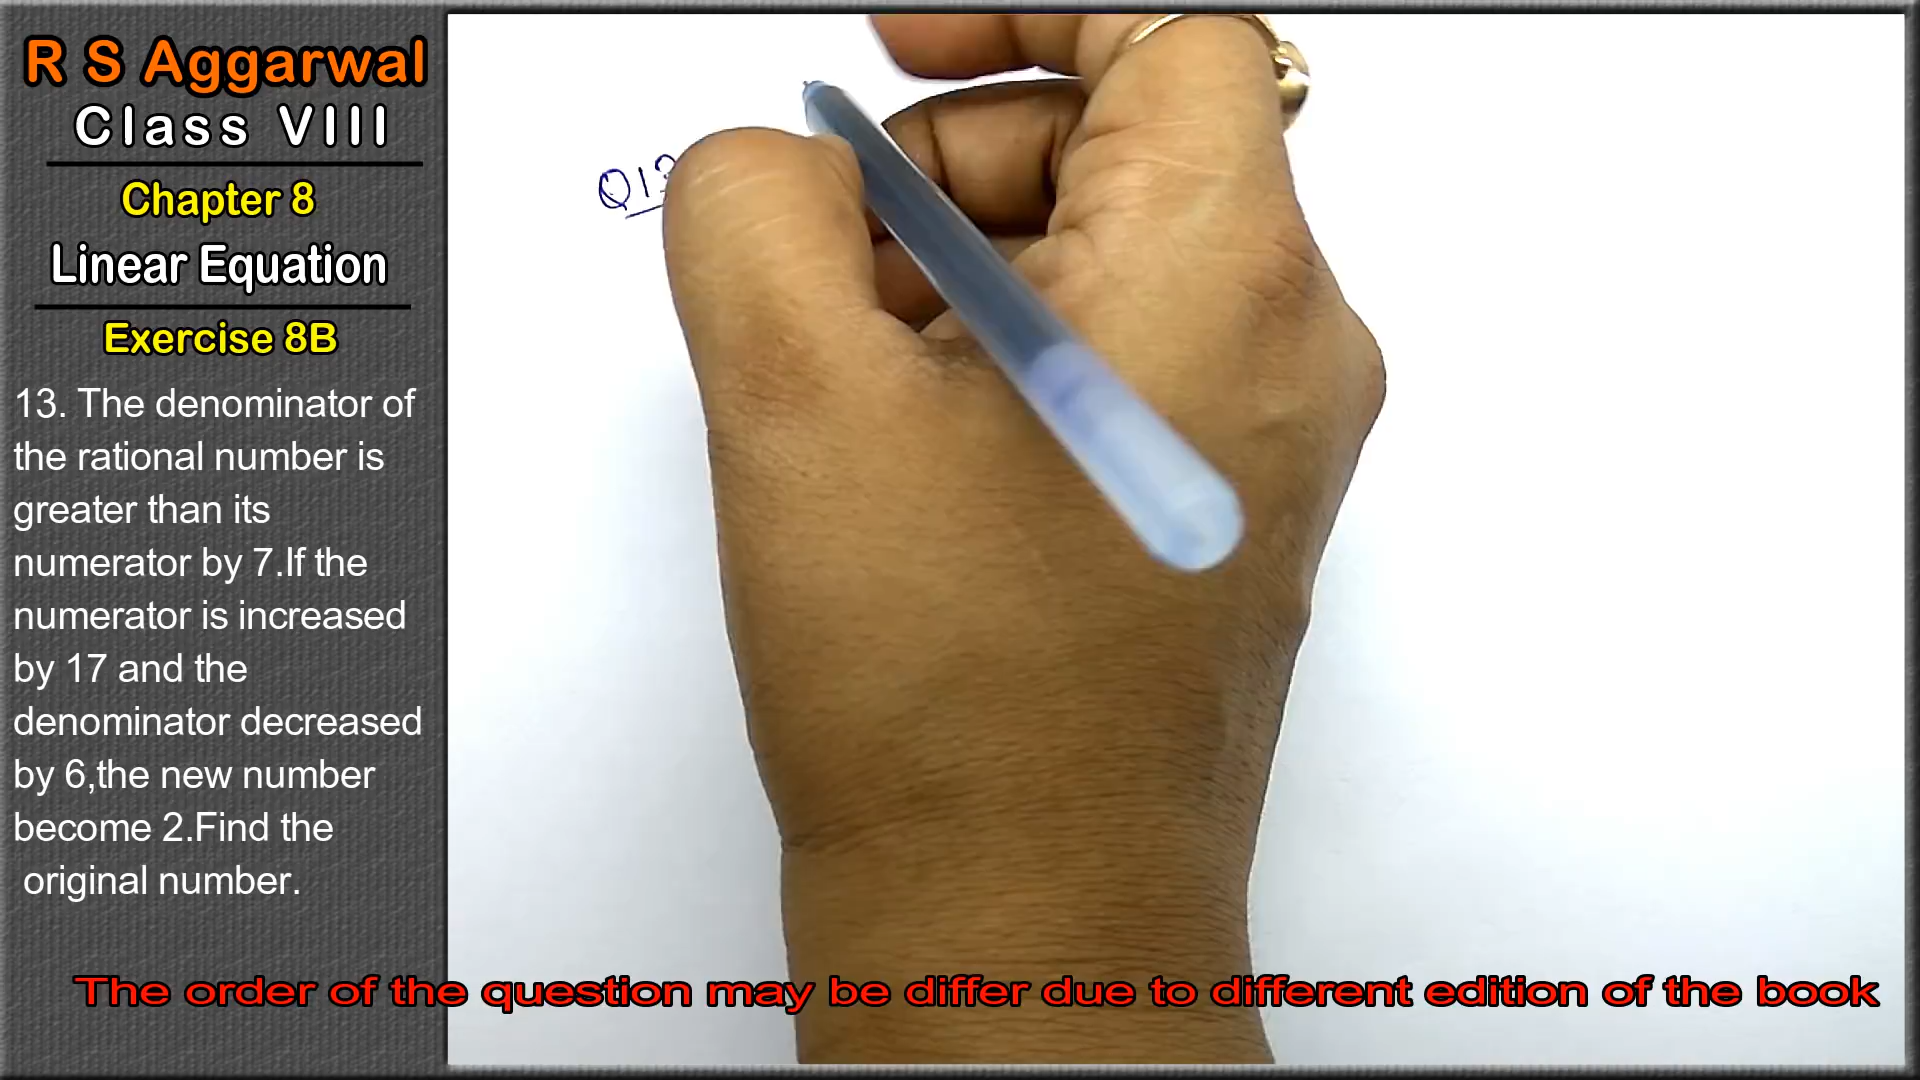 R S Aggarwal
Class VIII
Chapter 8
Linear Equation
Exercise 8B
13. The denominator of
the rational number is
greater than its
numerator by 7.If the
numerator is increased
by 17 and the
denominator decreased
by 6,the new number
become 2.Find the
original number.
Q13
The order of the question may be differ due to different edition of the book